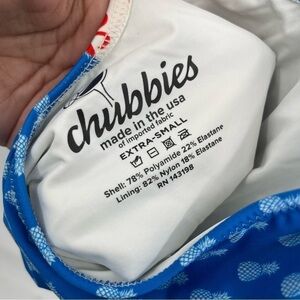 chubbies
made in the usa
of imported fabric
EXTRA-SMALL
Shell: 78% Polyamide 22% Elastane
Lining: 82% Nylon 18% Elastane
RN 143198